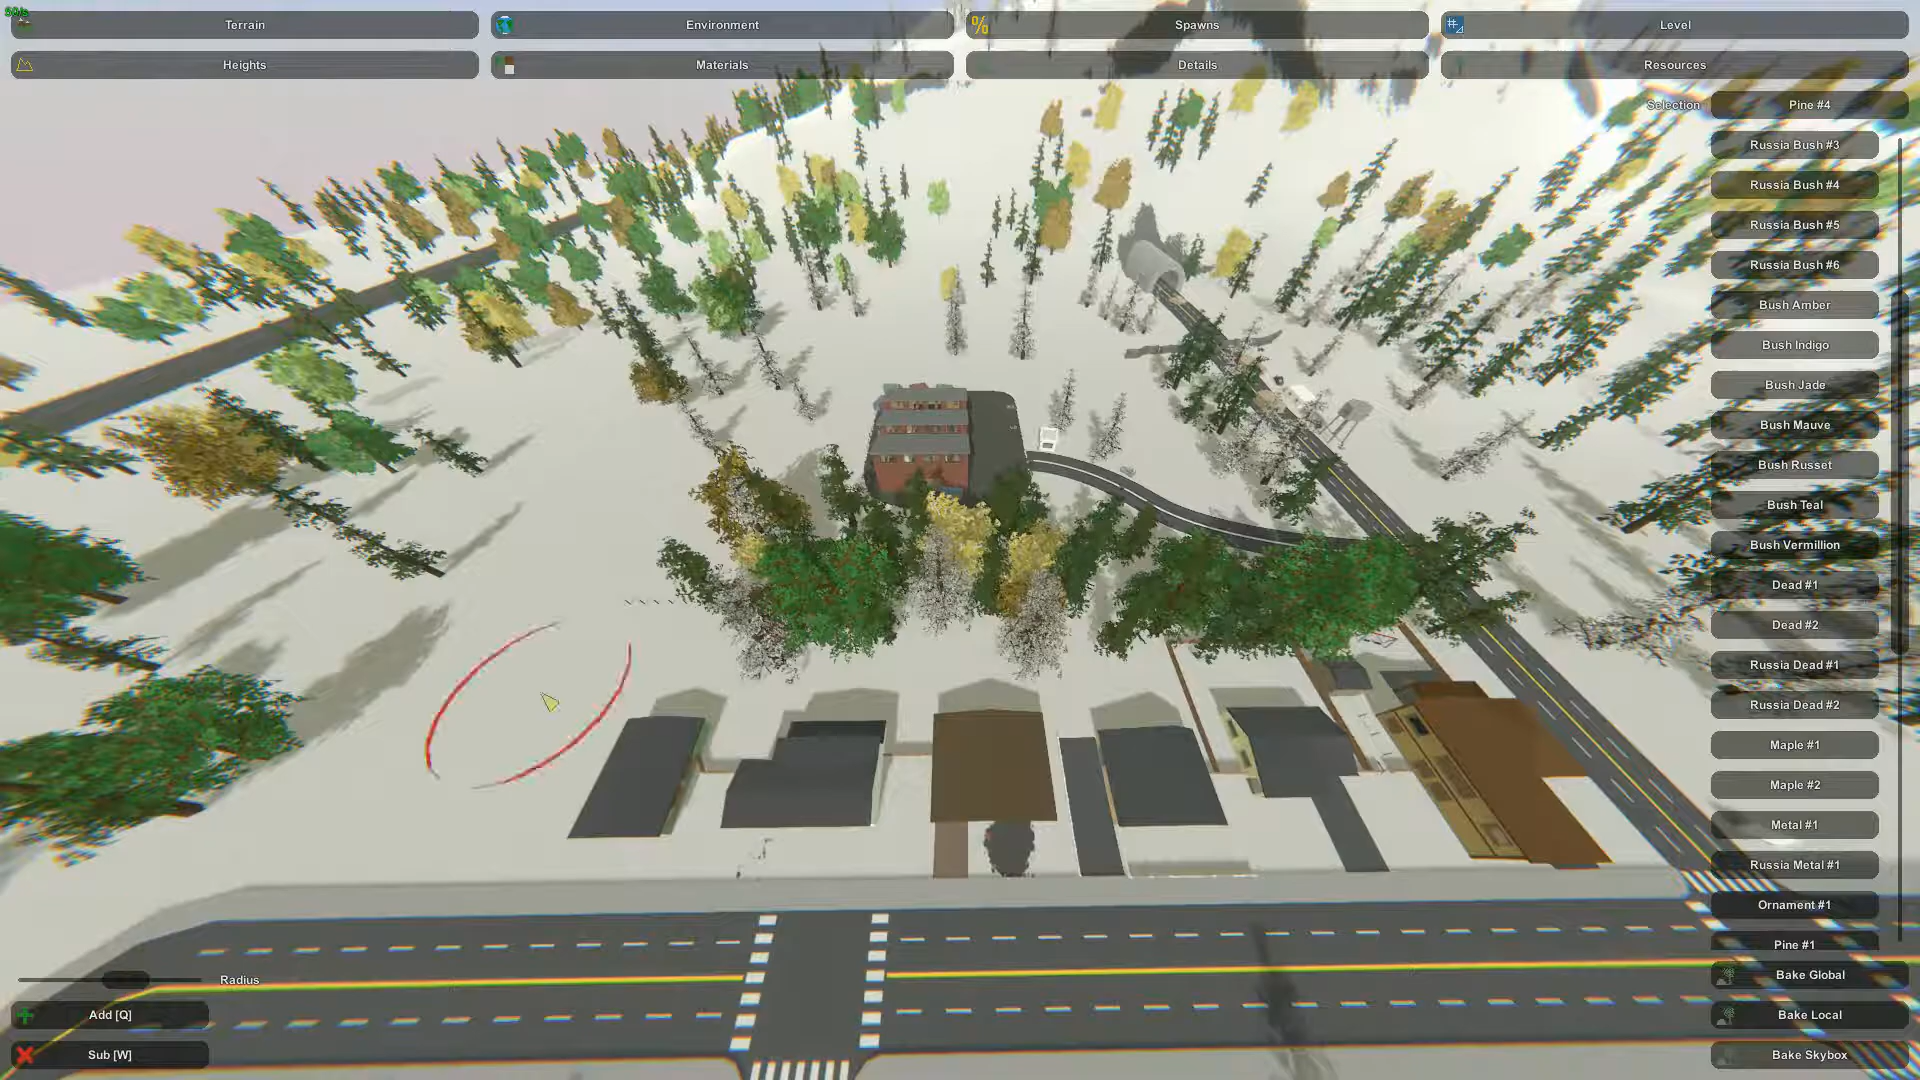 50/s
Terrain
Environment
Spawns
Level
Heights
Materials
Details
Resources
Selection
Pine #4
Russia Bush #3
Russia Bush #4
Russia Bush #5
Russia Bush #6
Bush Amber
Bush Indigo
Bush Jade
Bush Mauve
Bush Russet
Bush Teal
Bush Vermillion
Dead #1
Dead #2
Russia Dead #1
Russia Dead #2
Maple #1
Maple #2
Metal #1
Russia Metal #1
Ornament #1
Pine #1
Radius
Add [Q]
Sub [W]
Bake Global
Bake Local
Bake Skybox